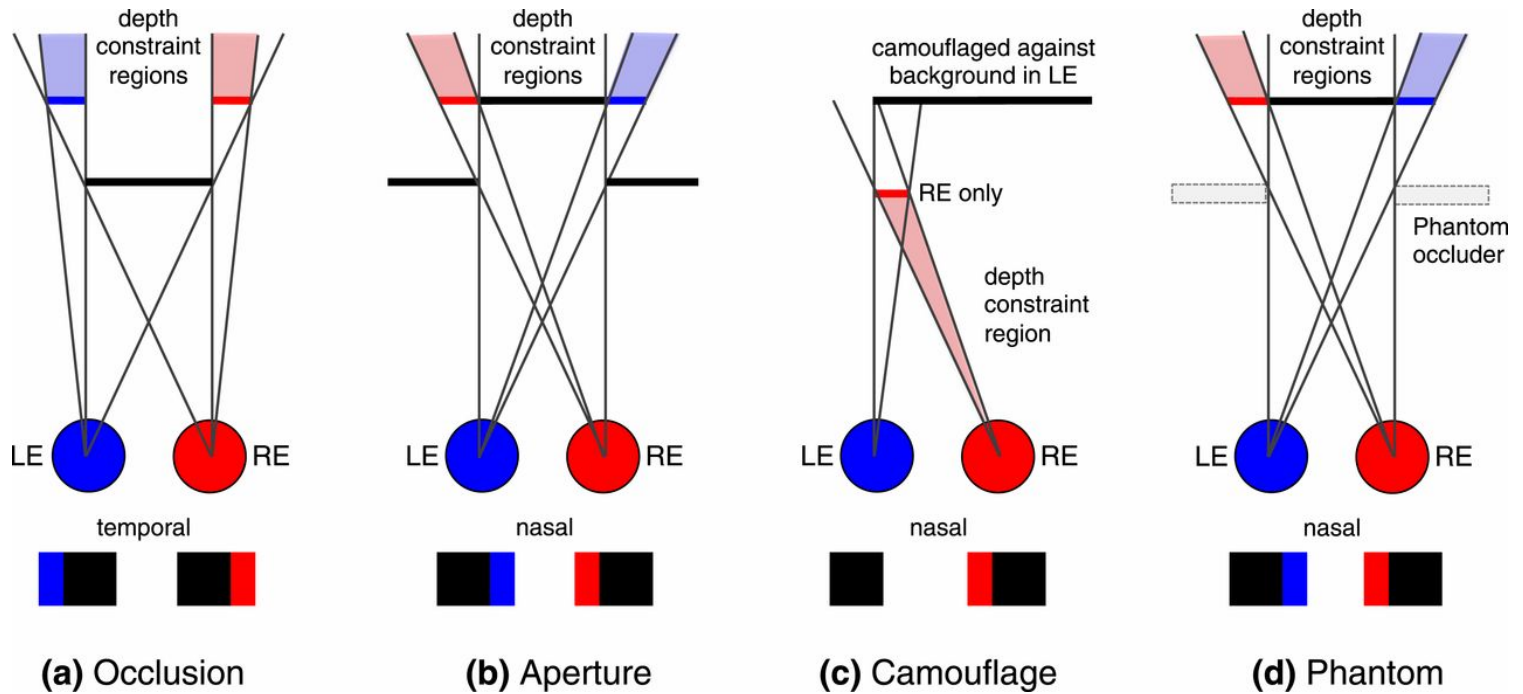 depth
constraint
regions
LE
RE
temporal
(a) Occlusion
depth
constraint
regions
LE
RE
nasal
(b) Aperture
camouflaged against
background in LE
RE only
depth
constraint
region
LE
RE
nasal
(c) Camouflage
depth
constraint
regions
Phantom
occluder
LE
RE
nasal
(d) Phantom